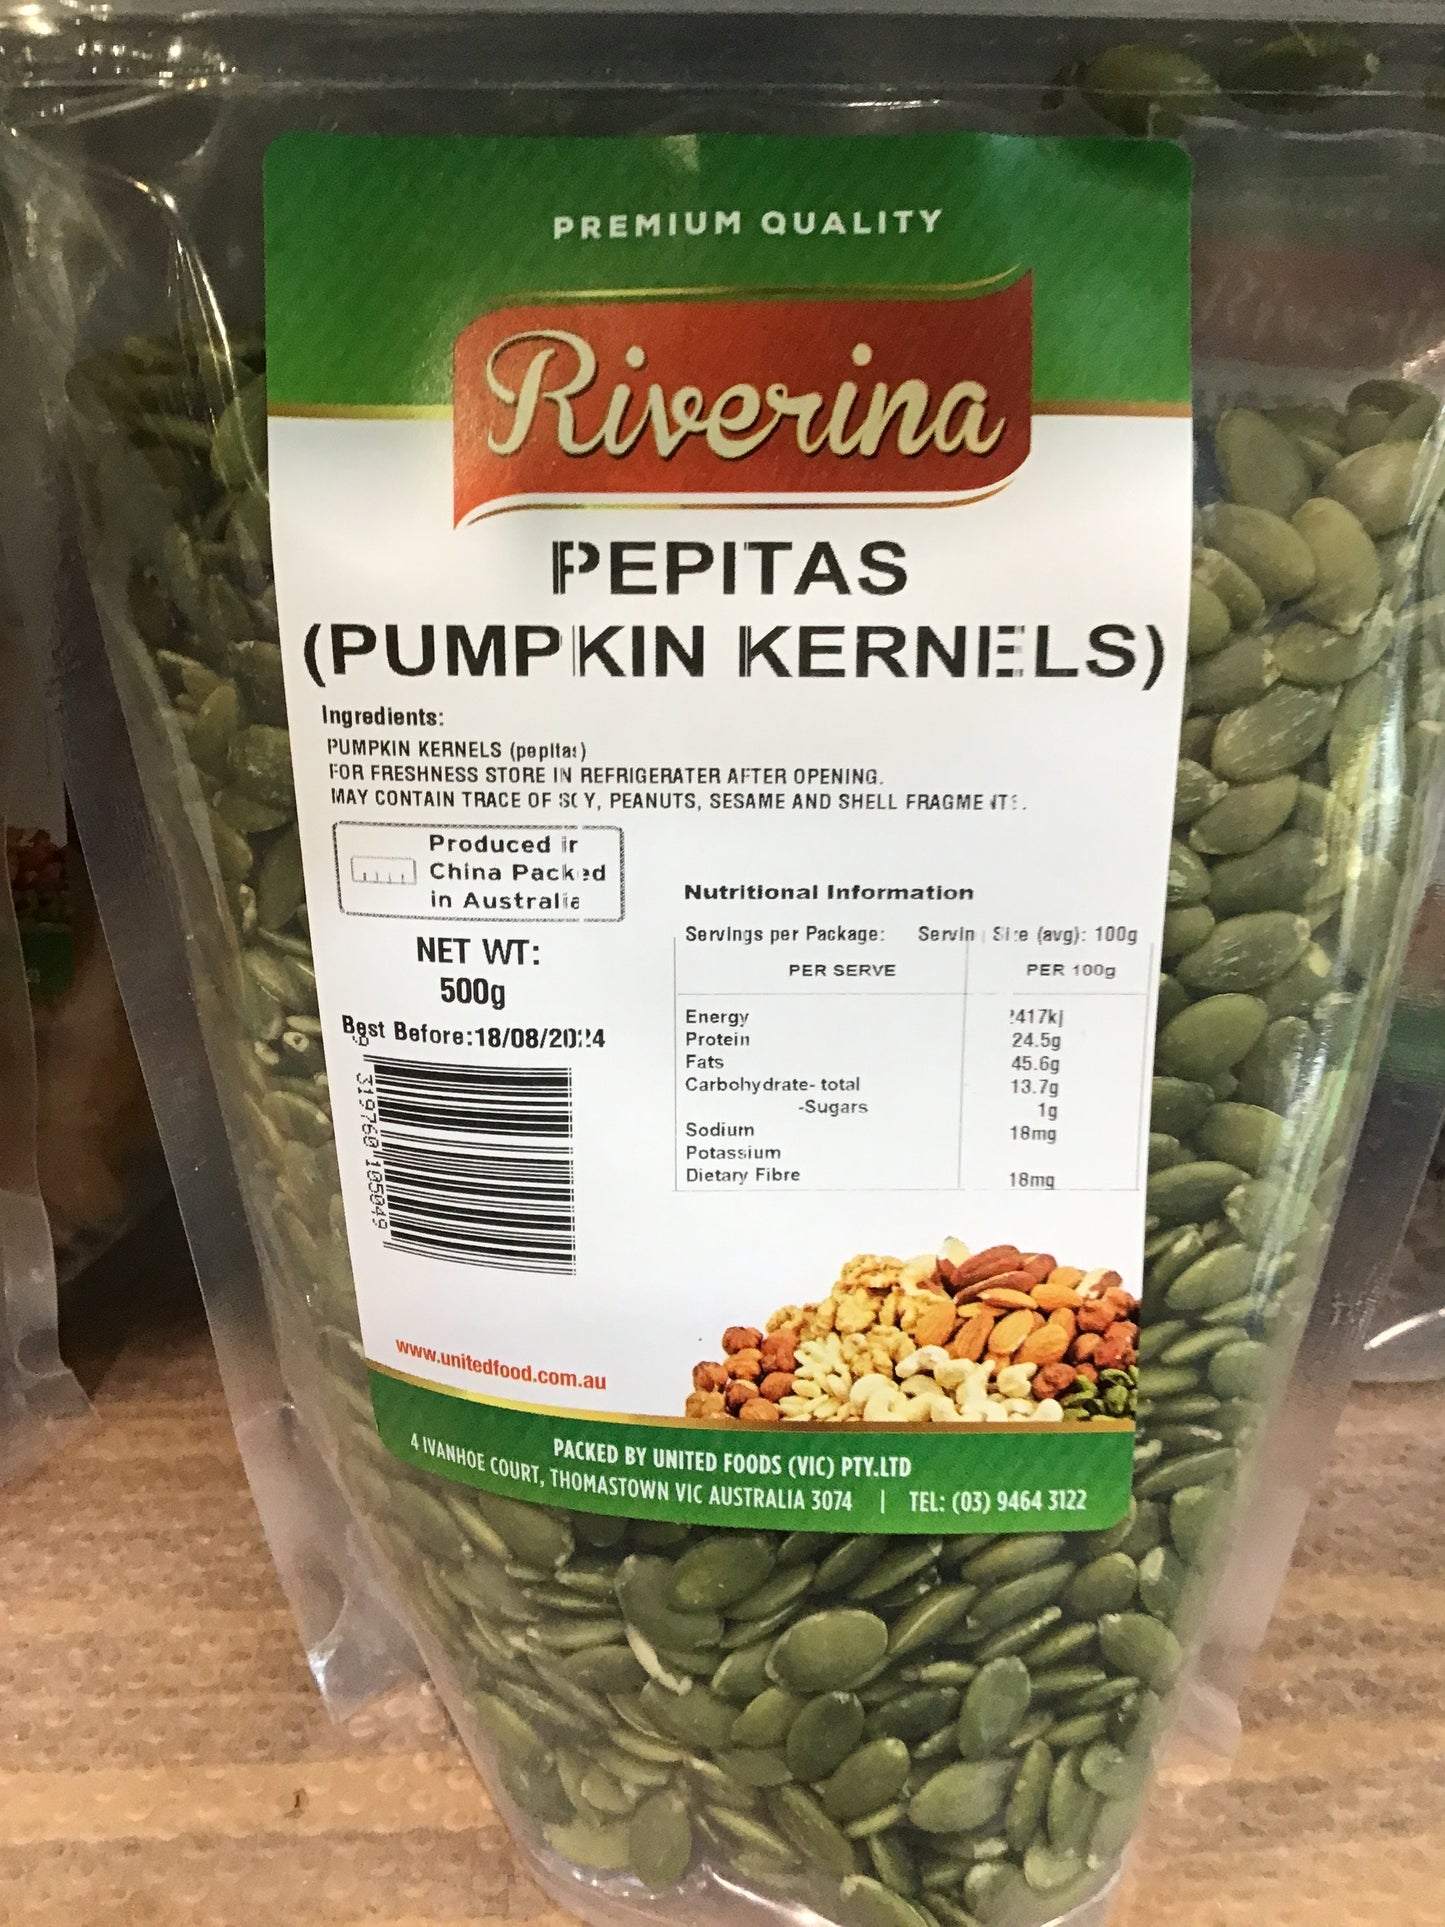 PREMIUM QUALITY
Riverina
PEPITAS
(PUMPKIN KERNELS)
Ingredients:
PUMPKIN KERNELS (pepitas)
FOR FRESHNESS STORE IN REFRIGERATER AFTER OPENING.
MAY CONTAIN TRACE OF SOY, PEANUTS, SESAME AND SHELL FRAGMENTS.
Produced in
China Packed
in Australia
NET WT:
500g
Best Before:18/08/2024
9 319760 105049
Nutritional Information
Servings per Package: Serving Size (avg): 100g
PER SERVE PER 100g
Energy 2417kj
Protein 24.5g
Fats 45.6g
Carbohydrate- total 13.7g
-Sugars 1g
Sodium 18mg
Potassium
Dietary Fibre 18mg
www.unitedfood.com.au
PACKED BY UNITED FOODS (VIC) PTY.LTD
4 IVANHOE COURT, THOMASTOWN VIC AUSTRALIA 3074 | TEL: (03) 9464 3122